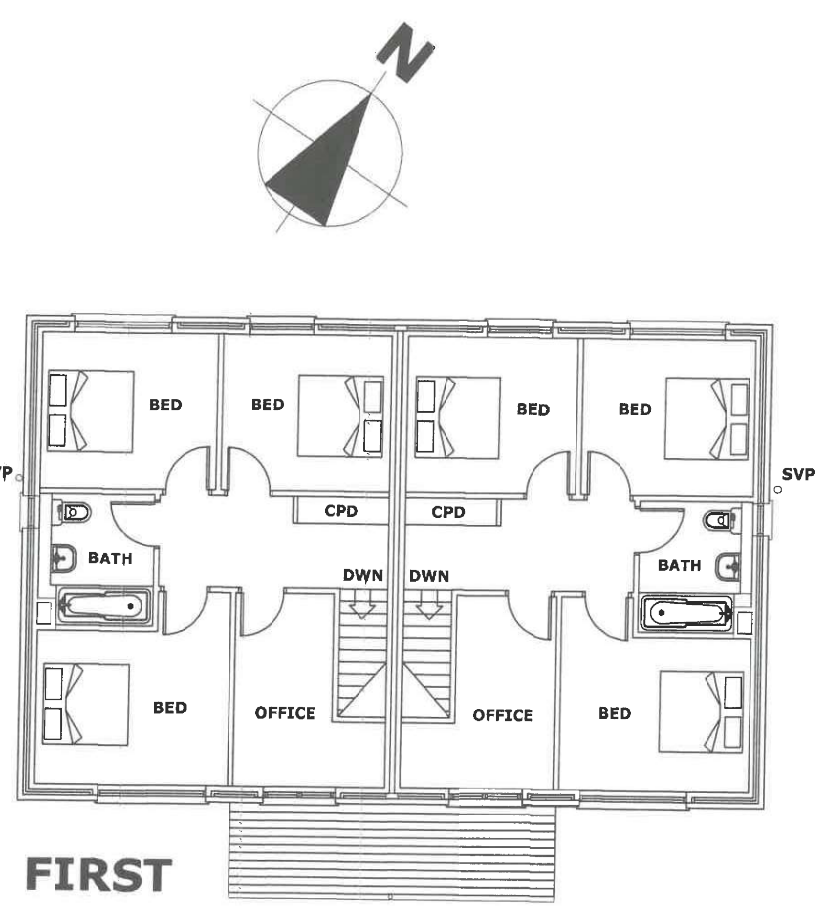 N
BED BED BED BED
VP SVP
CPD CPD
BATH BATH
DWN DWN
BED OFFICE OFFICE BED
FIRST